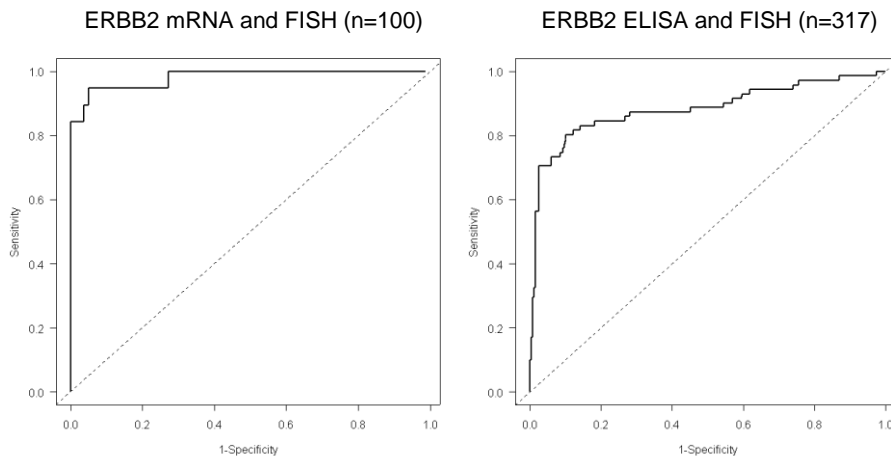 ERBB2 mRNA and FISH (n=100)
1.0
0.8
0.6
0.4
0.2
0.0
Sensitivity
0.0 0.2 0.4 0.6 0.8 1.0
1-Specificity
ERBB2 ELISA and FISH (n=317)
1.0
0.8
0.6
0.4
0.2
0.0
Sensitivity
0.0 0.2 0.4 0.6 0.8 1.0
1-Specificity